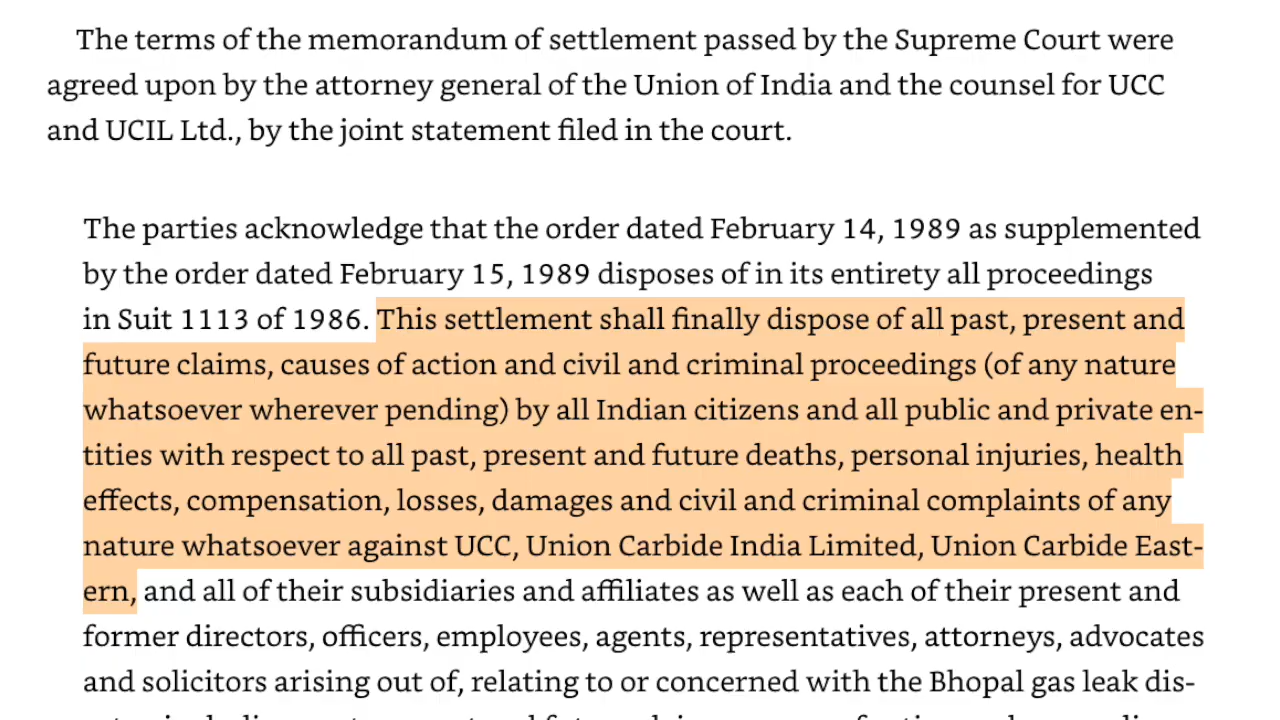 The terms of the memorandum of settlement passed by the Supreme Court were
agreed upon by the attorney general of the Union of India and the counsel for UCC
and UCIL Ltd., by the joint statement filed in the court.
The parties acknowledge that the order dated February 14, 1989 as supplemented
by the order dated February 15, 1989 disposes of in its entirety all proceedings
in Suit 1113 of 1986. This settlement shall finally dispose of all past, present and
future claims, causes of action and civil and criminal proceedings (of any nature
whatsoever wherever pending) by all Indian citizens and all public and private en-
tities with respect to all past, present and future deaths, personal injuries, health
effects, compensation, losses, damages and civil and criminal complaints of any
nature whatsoever against UCC, Union Carbide India Limited, Union Carbide East-
ern, and all of their subsidiaries and affiliates as well as each of their present and
former directors, officers, employees, agents, representatives, attorneys, advocates
and solicitors arising out of, relating to or concerned with the Bhopal gas leak dis-